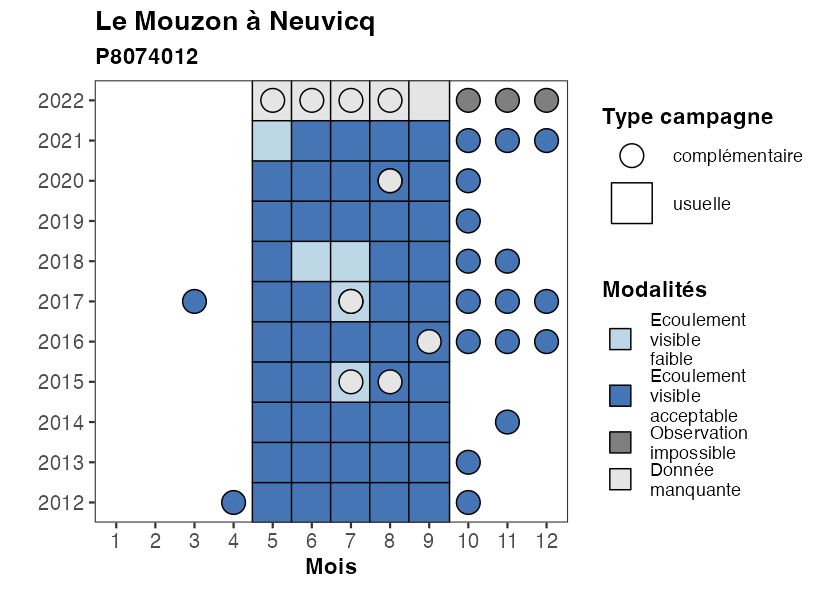 Le Mouzon à Neuvicq
P8074012
2022
2021
2020
2019
2018
2017
2016
2015
2014
2013
2012
1 2 3 4 5 6 7 8 9 10 11 12
Mois
Type campagne
complémentaire
usuelle
Modalités
Ecoulement
visible
faible
Ecoulement
visible
acceptable
Observation
impossible
Donnée
manquante